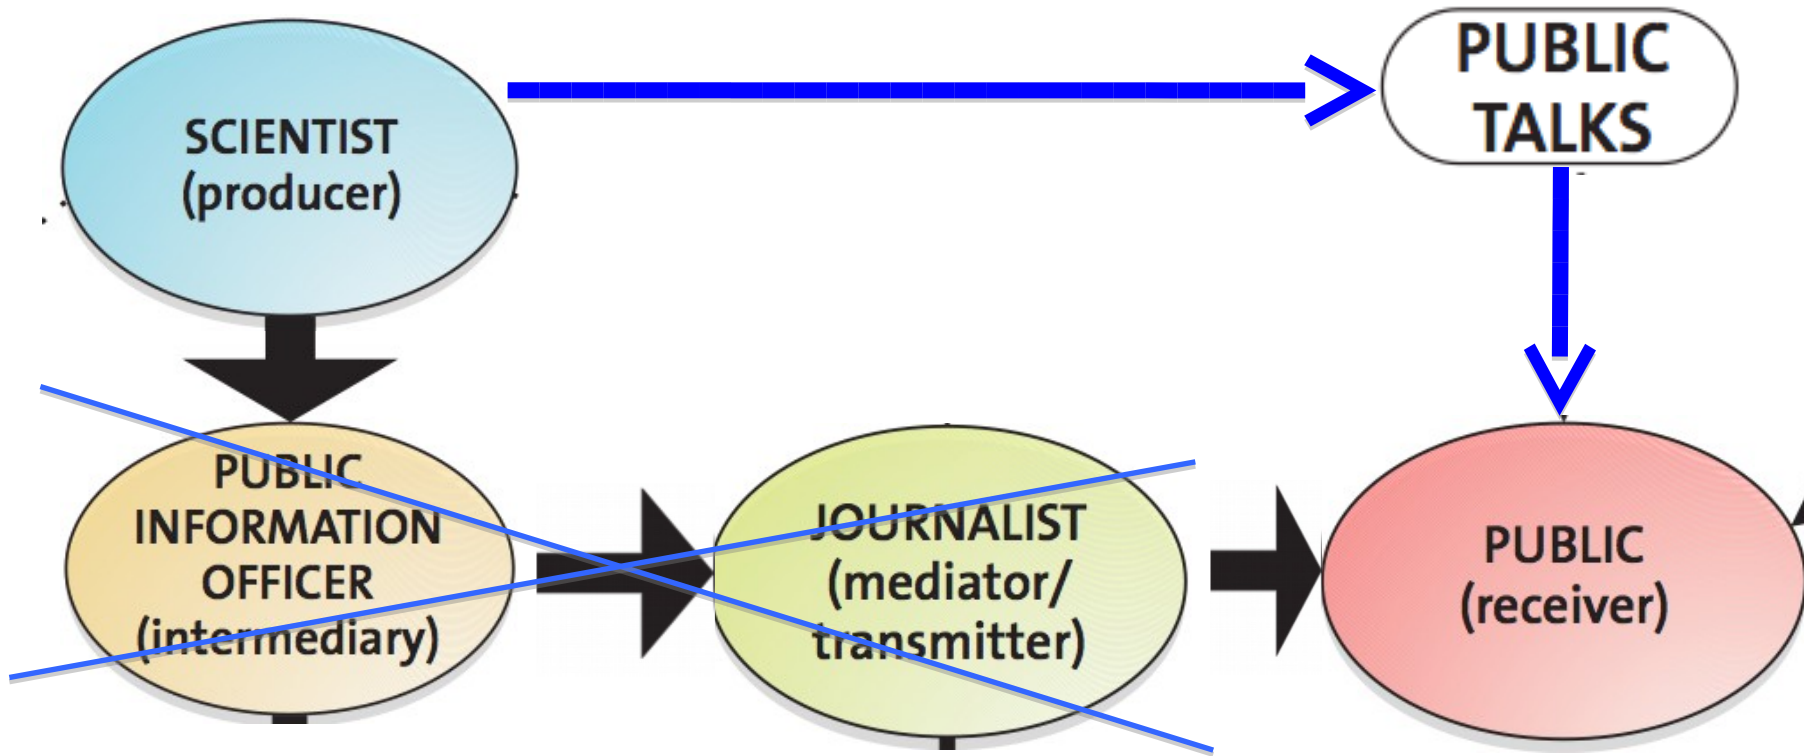 SCIENTIST
(producer)
PUBLIC
TALKS
PUBLIC
INFORMATION
OFFICER
(intermediary)
JOURNALIST
(mediator/
transmitter)
PUBLIC
(receiver)